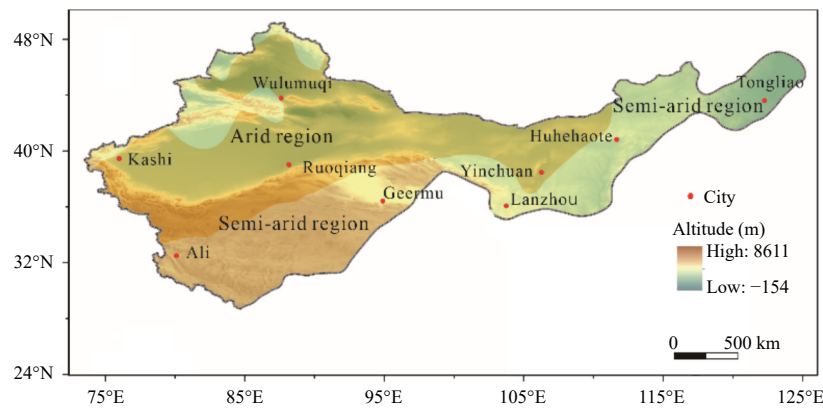 48°N
40°N
32°N
24°N
Wulumuqi
Tongliao
Semi-arid region
Arid region
Huhehaote
Kashi
Ruoqiang
Yinchuan
Geermu
Lanzhou
Semi-arid region
Ali
City
Altitude (m)
High: 8611
Low: −154
0 500 km
75°E 85°E 95°E 105°E 115°E 125°E